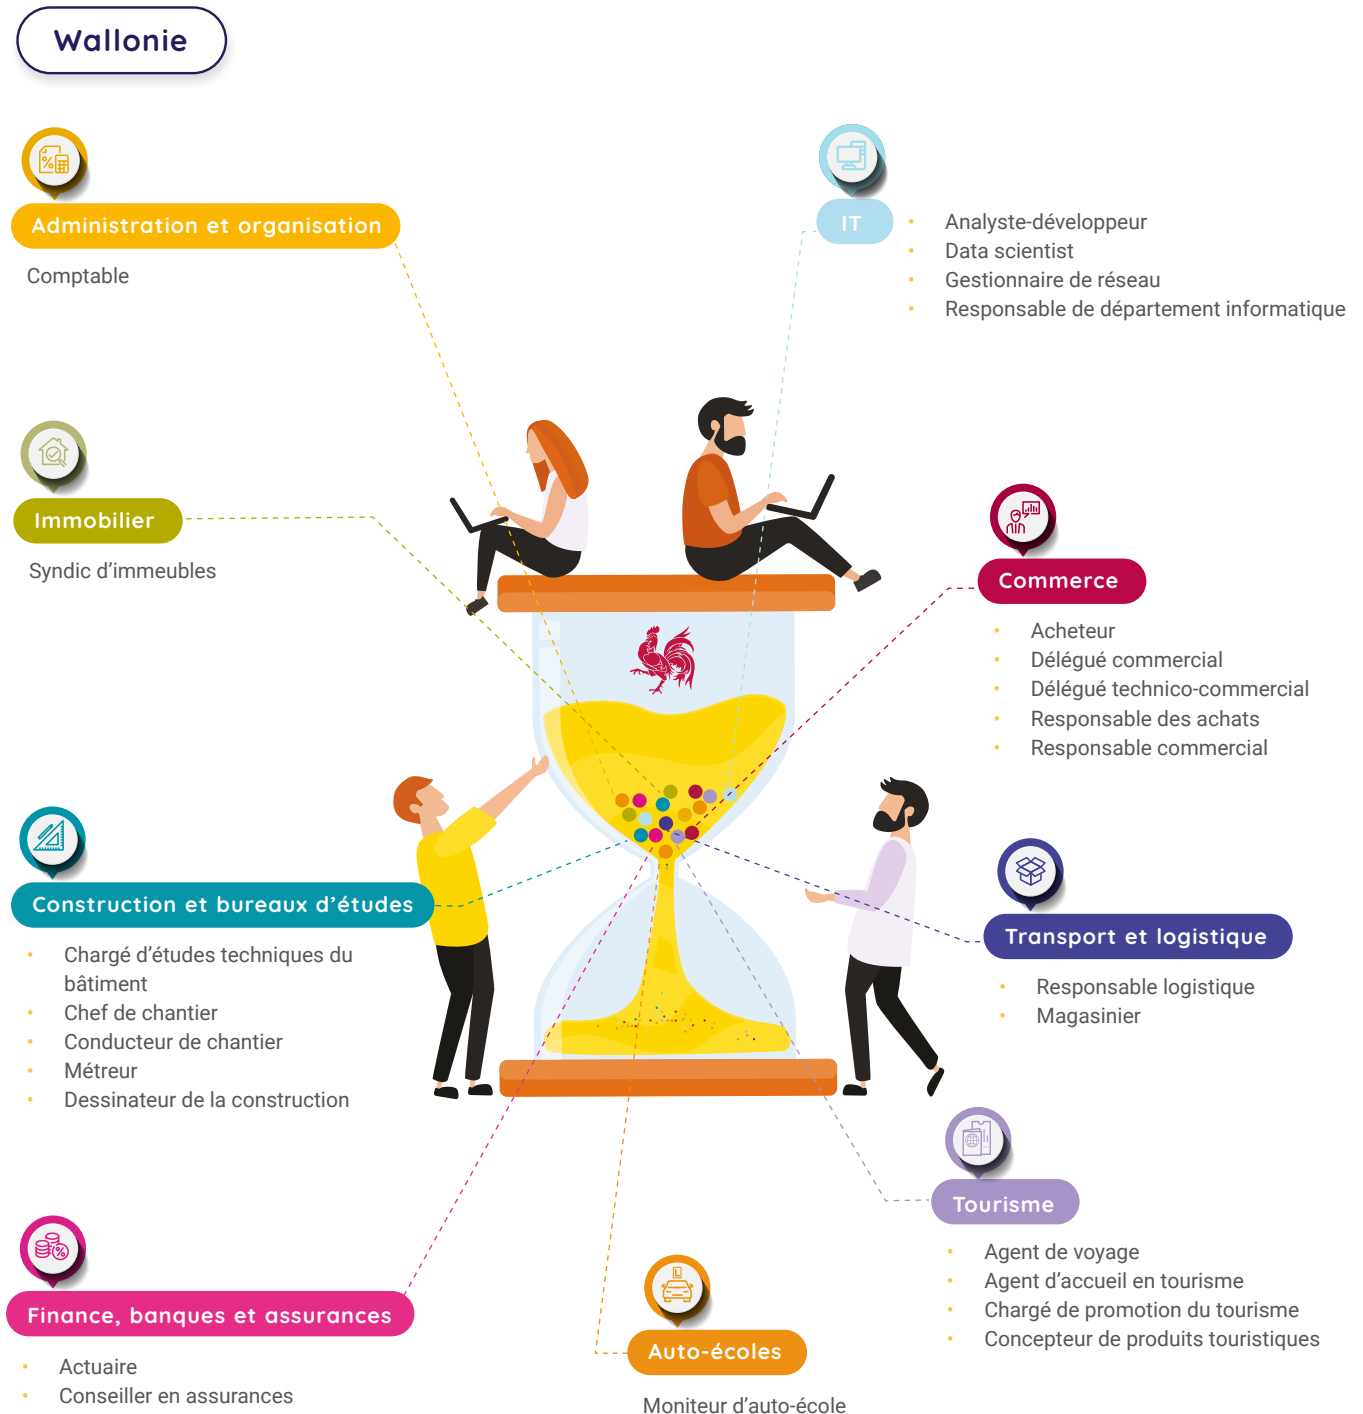 Wallonie
Administration et organisation
Comptable
IT
• Analyste-développeur
• Data scientist
• Gestionnaire de réseau
• Responsable de département informatique
Immobilier
Syndic d’immeubles
Commerce
• Acheteur
• Délégué commercial
• Délégué technico-commercial
• Responsable des achats
• Responsable commercial
Construction et bureaux d’études
• Chargé d’études techniques du
bâtiment
• Chef de chantier
• Conducteur de chantier
• Métreur
• Dessinateur de la construction
Transport et logistique
• Responsable logistique
• Magasinier
Tourisme
• Agent de voyage
• Agent d’accueil en tourisme
• Chargé de promotion du tourisme
• Concepteur de produits touristiques
Finance, banques et assurances
• Actuaire
• Conseiller en assurances
L
Auto-écoles
Moniteur d’auto-école